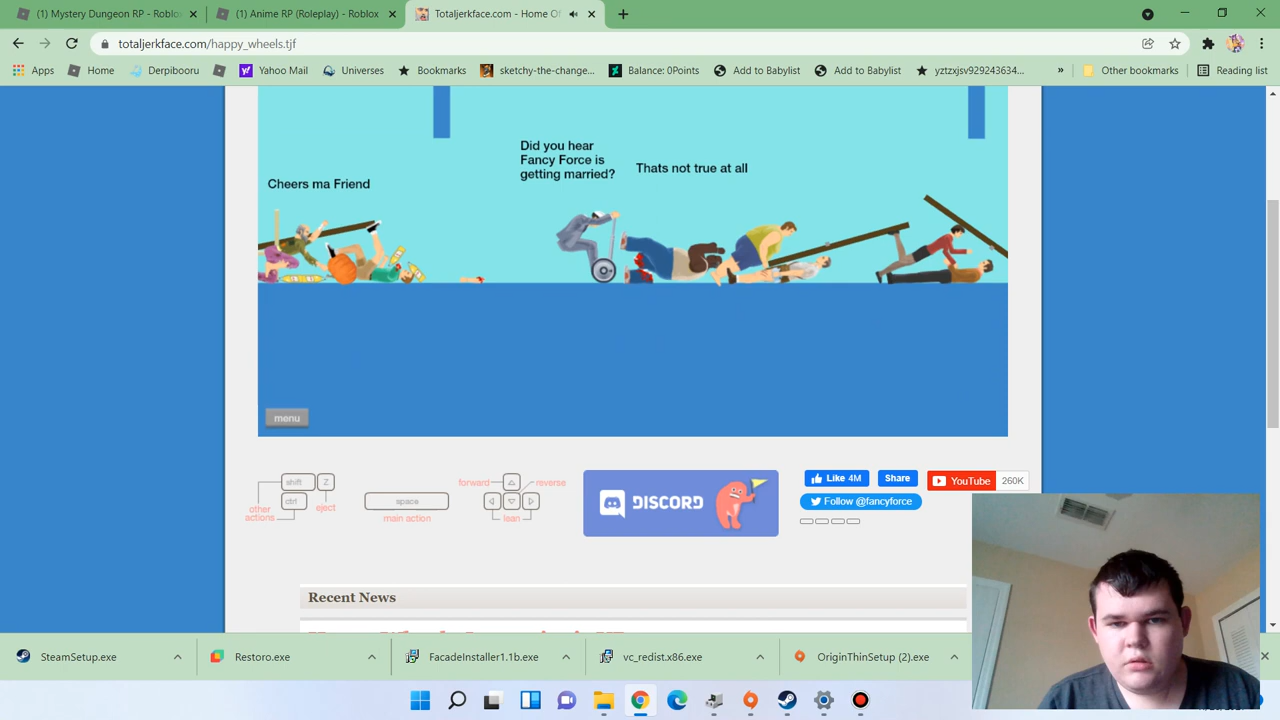 (1) Mystery Dungeon RP - Roblox
(1) Anime RP (Roleplay) - Roblox
Totaljerkface.com - Home Of
totaljerkface.com/happy_wheels.tjf
Apps
Home
Derpibooru
Yahoo Mail
Universes
Bookmarks
sketchy-the-change...
Balance: 0Points
Add to Babylist
Add to Babylist
yztzxjsv929243634...
»
Other bookmarks
Reading list
Did you hear
Fancy Force is
getting married?
Thats not true at all
Cheers ma Friend
menu
shift
Z
ctrl
other
actions
eject
space
main action
forward
reverse
lean
DISCORD
Like 4M
Share
YouTube
260K
Follow @fancyforce
Recent News
SteamSetup.exe
Restoro.exe
cadeInstaller1.1b.exe
vc_redist.x86.exe
OriginThinSetup (2).exe